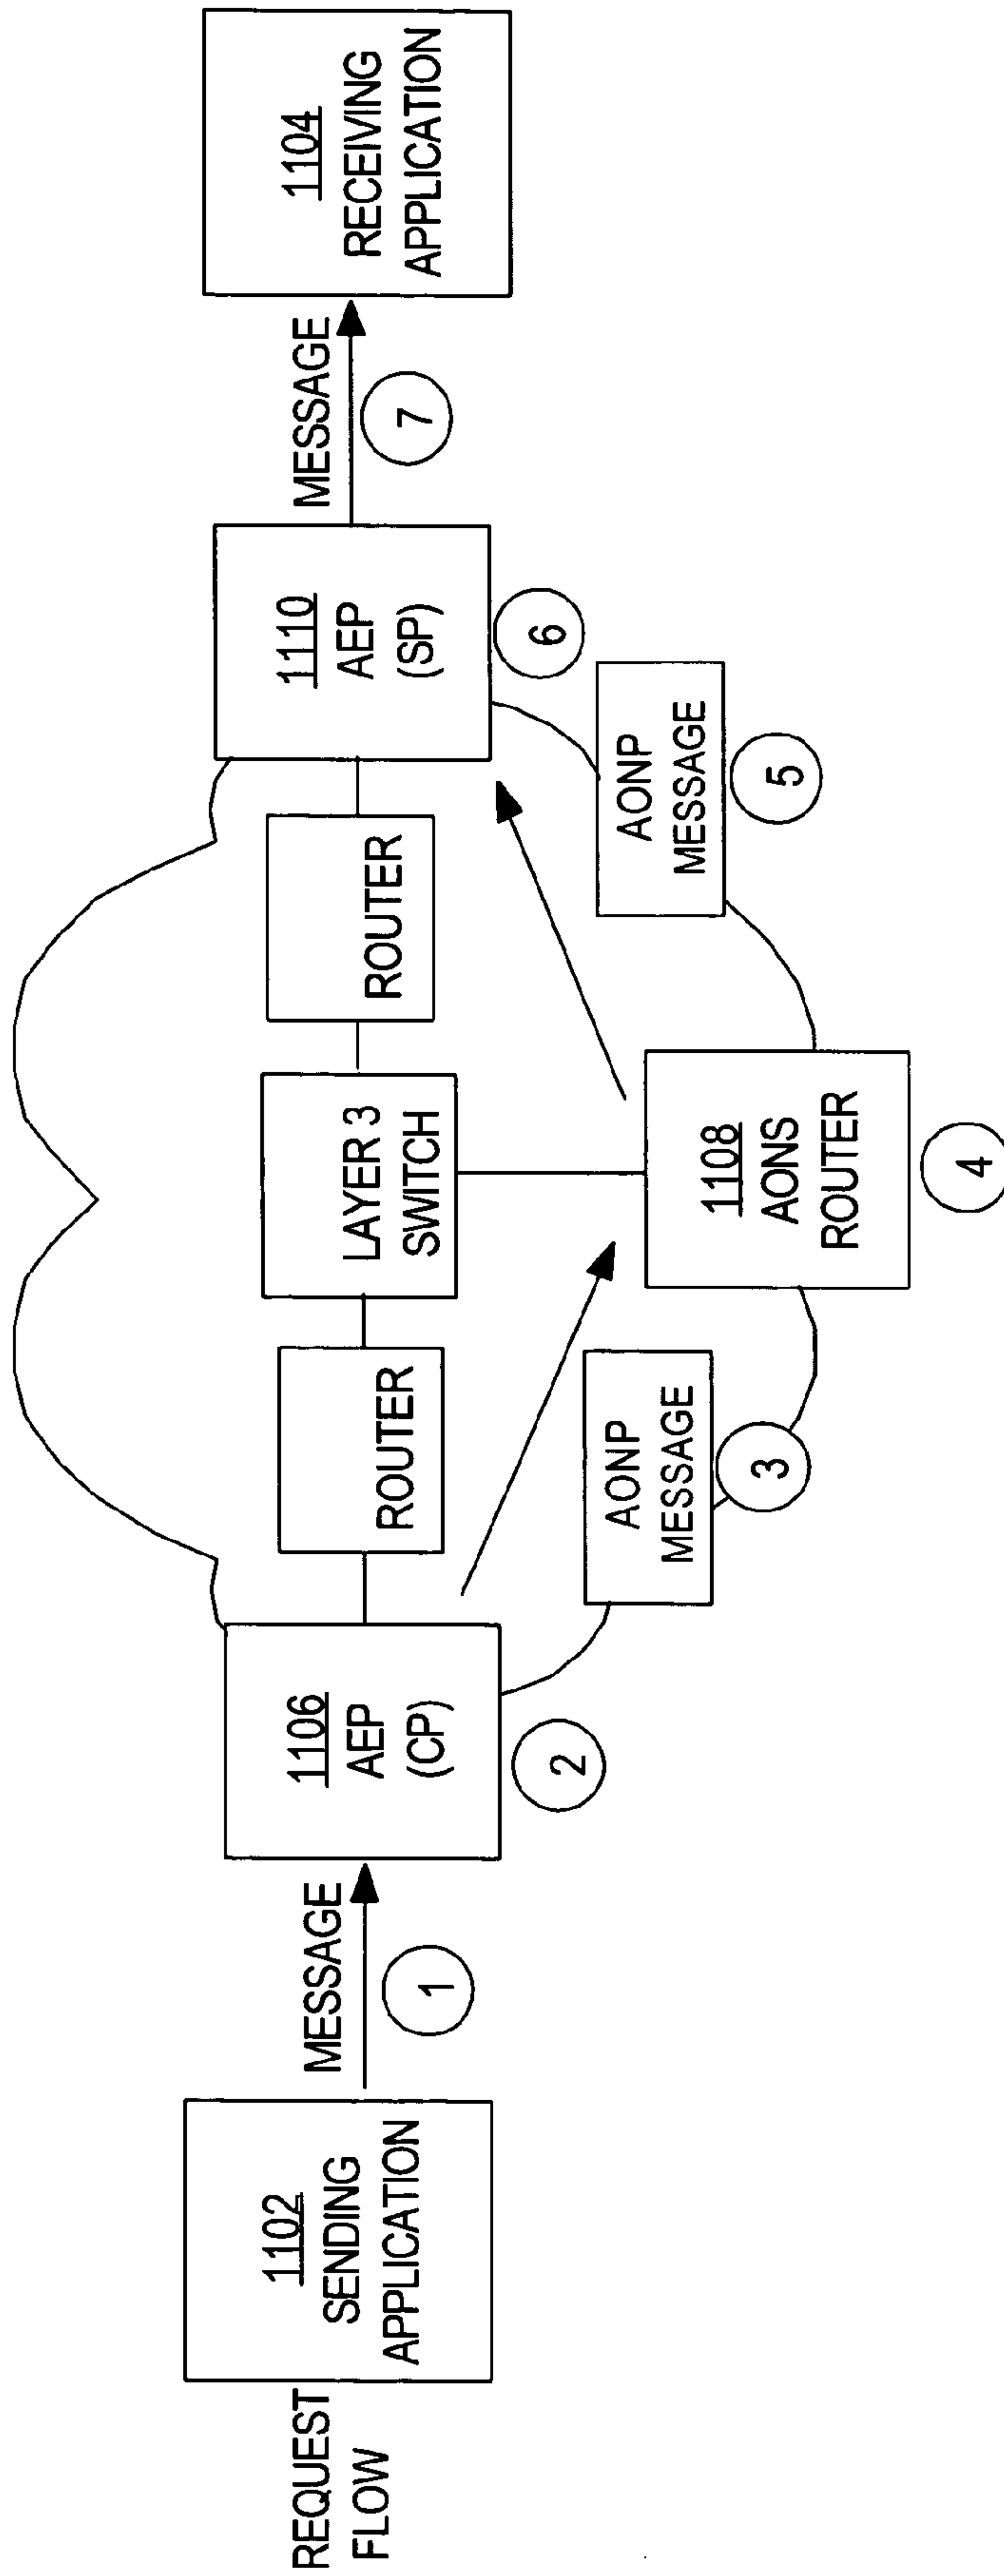 REQUEST
FLOW
1102
SENDING
APPLICATION
MESSAGE
1
1106
AEP
(CP)
2
ROUTER
LAYER 3
SWITCH
ROUTER
AONP
MESSAGE
3
1108
AONS
ROUTER
4
AONP
MESSAGE
5
1110
AEP
(SP)
6
MESSAGE
7
1104
RECEIVING
APPLICATION